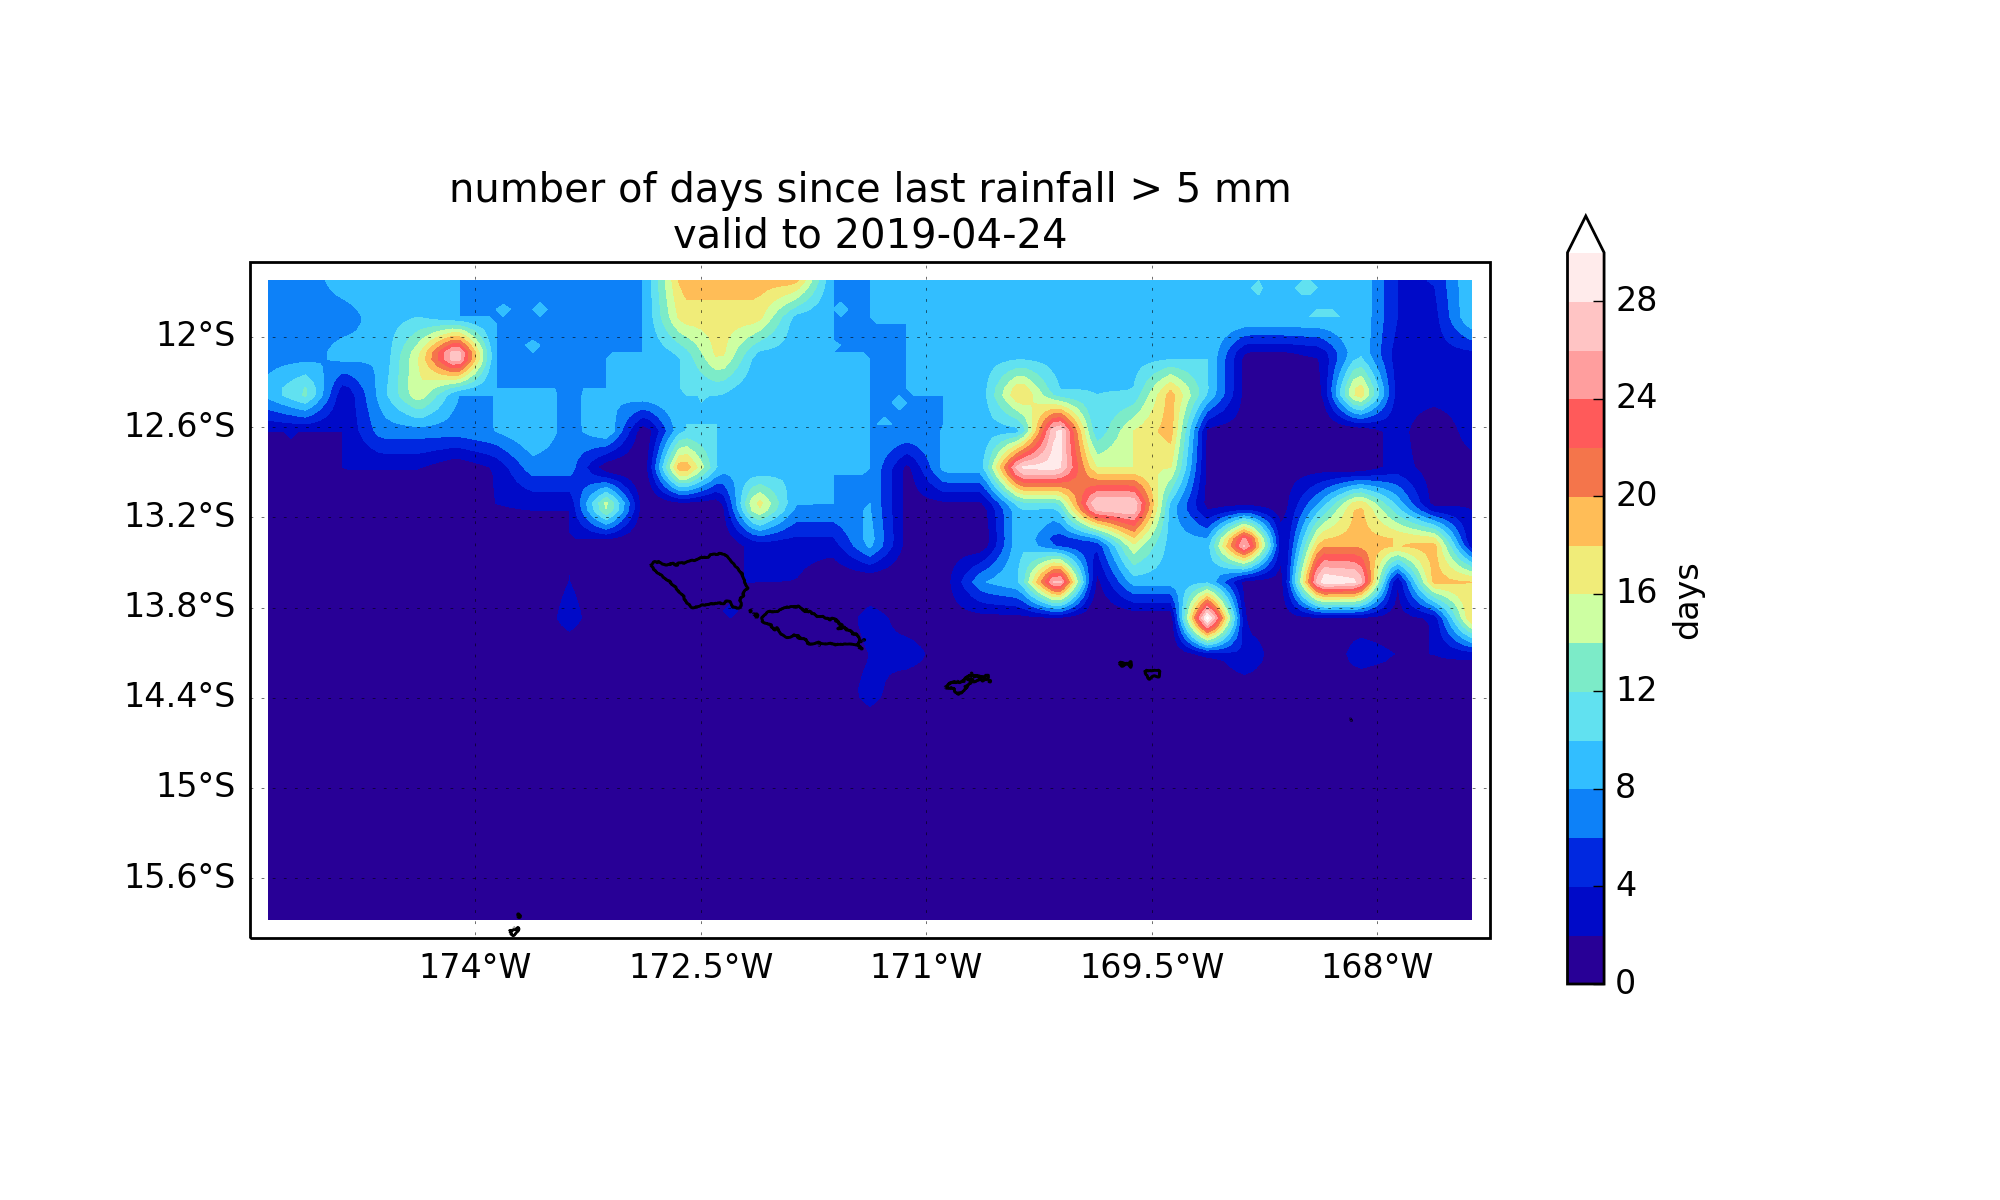 number of days since last rainfall > 5 mm
valid to 2019-04-24
12°S
12.6°S
13.2°S
13.8°S
14.4°S
15°S
15.6°S
174°W 172.5°W 171°W 169.5°W 168°W
28
24
20
16
12
8
4
0
days